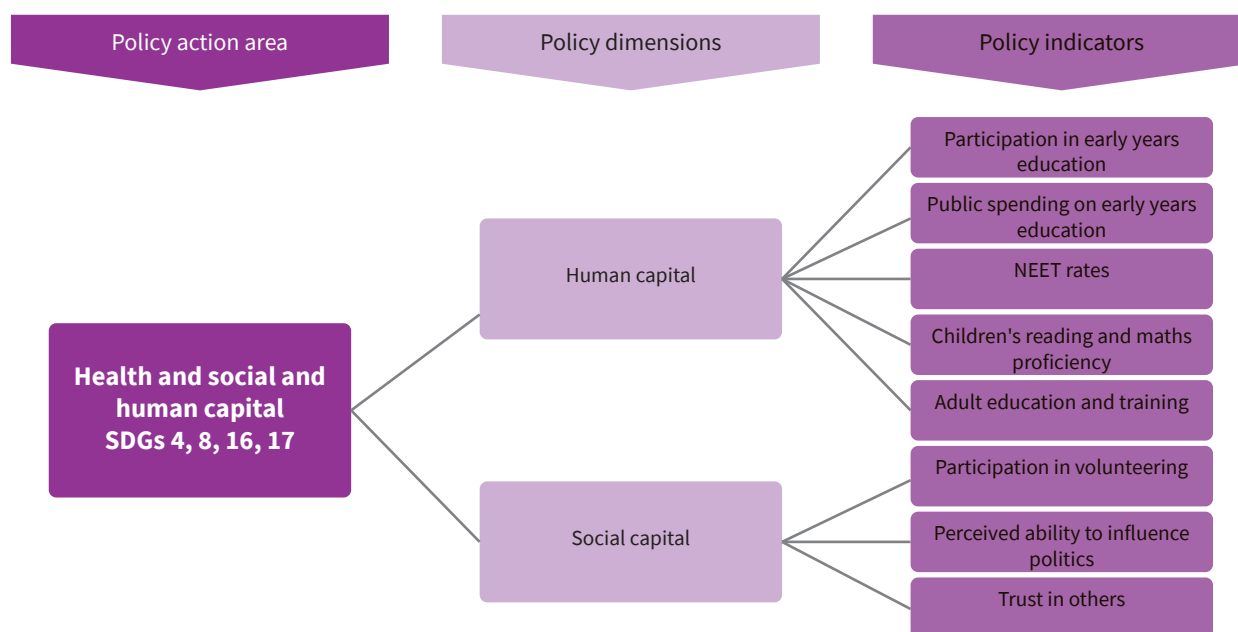 Policy action area
Policy dimensions
Policy indicators
Health and social and
human capital
SDGs 4, 8, 16, 17
Human capital
Social capital
Participation in early years
education
Public spending on early years
education
NEET rates
Children's reading and maths
proficiency
Adult education and training
Participation in volunteering
Perceived ability to influence
politics
Trust in others